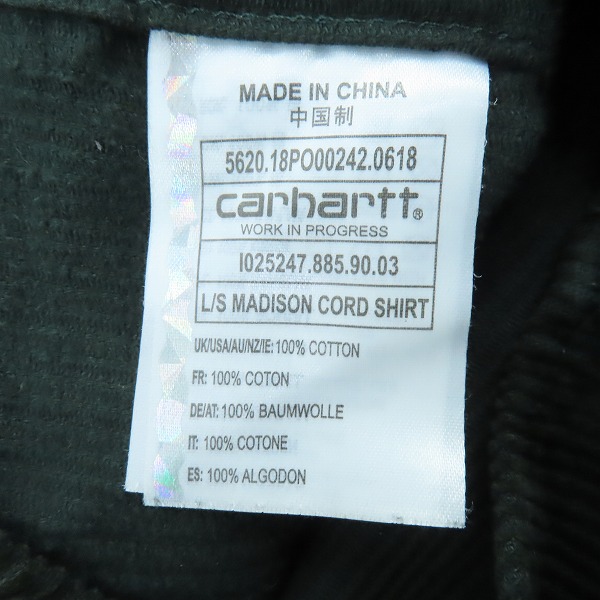 MADE IN CHINA
中国制
5620.18PO00242.0618
carhartt®
WORK IN PROGRESS
I025247.885.90.03
L/S MADISON CORD SHIRT
UK/USA/AU/NZ/IE: 100% COTTON
FR: 100% COTON
DE/AT: 100% BAUMWOLLE
IT: 100% COTONE
ES: 100% ALGODON